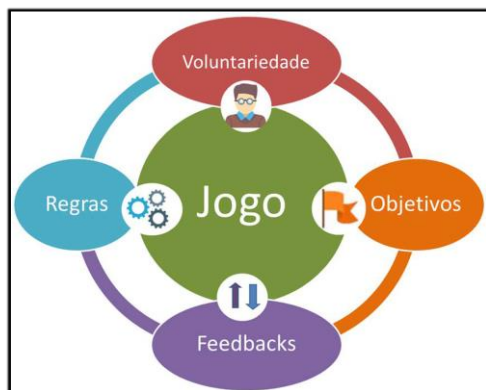 Voluntariedade
Regras
Jogo
Objetivos
Feedbacks